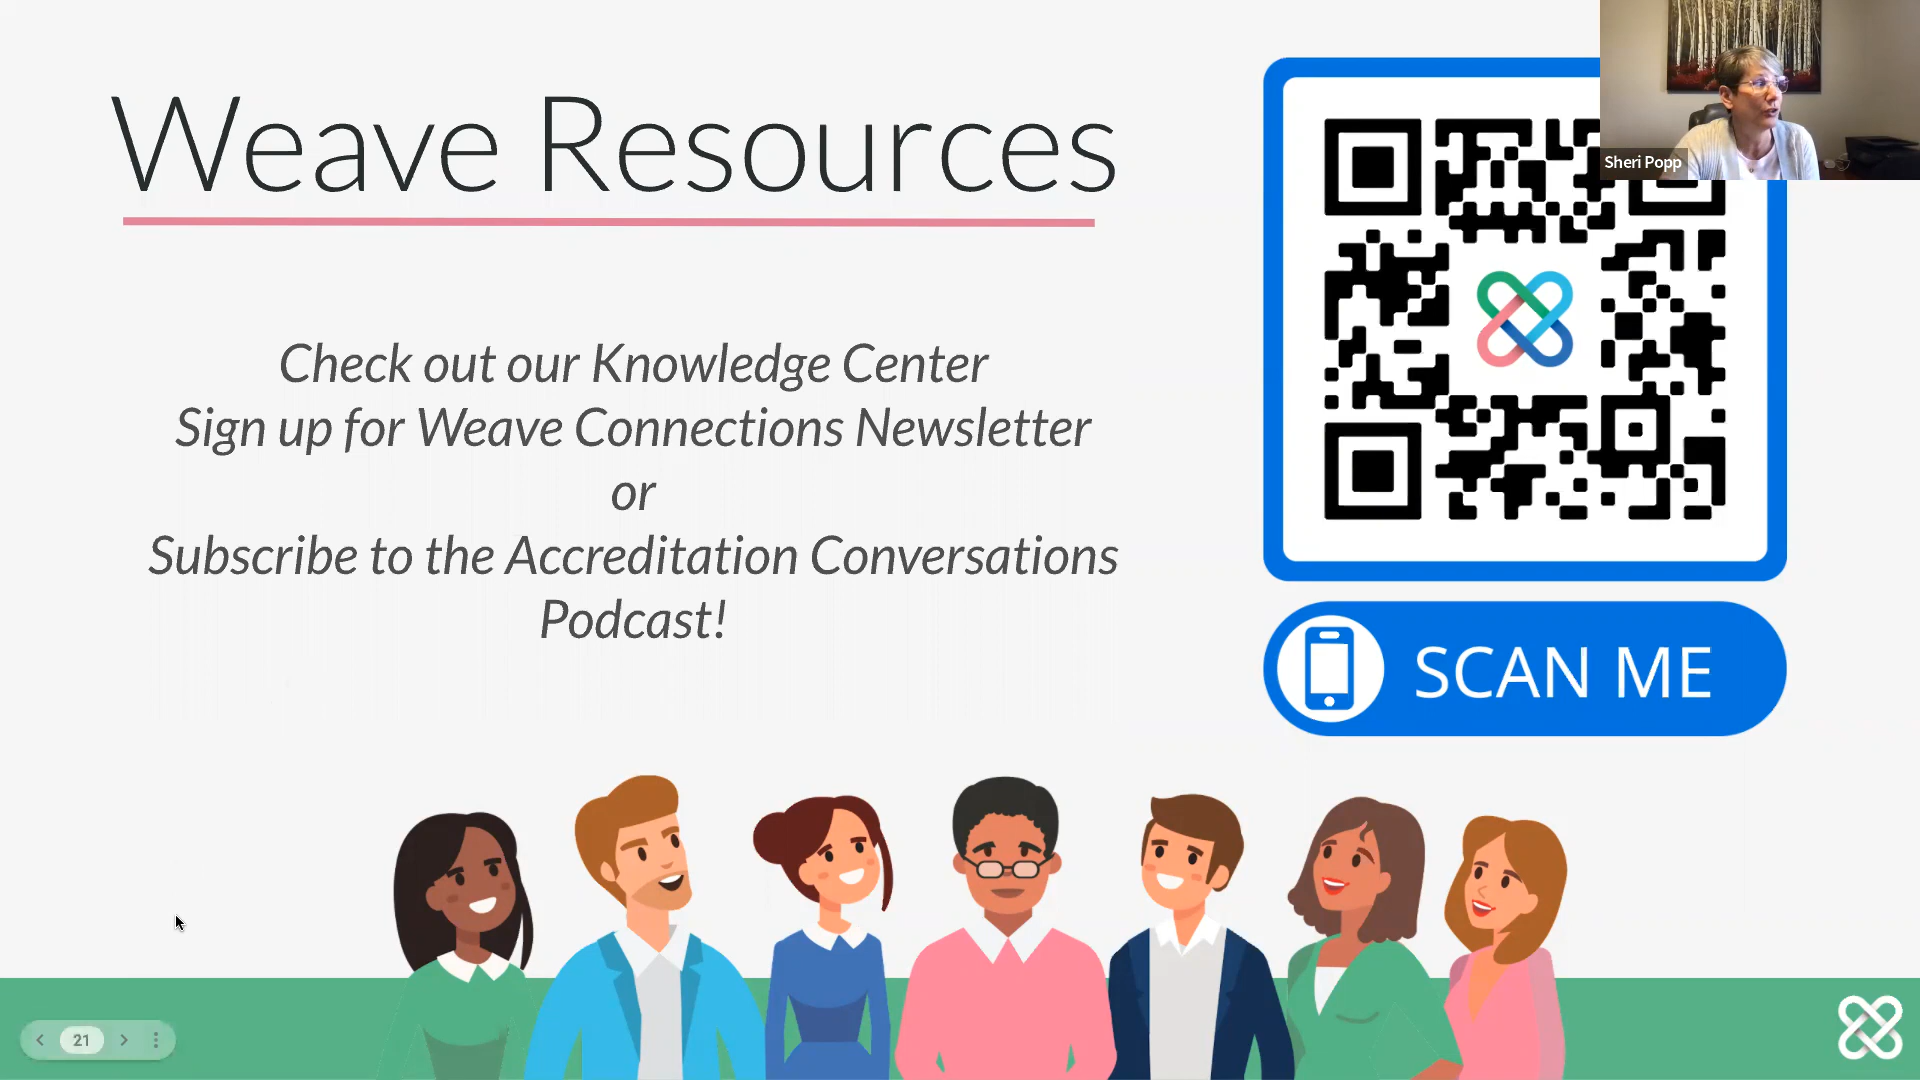 Weave Resources
Check out our Knowledge Center
Sign up for Weave Connections Newsletter
or
Subscribe to the Accreditation Conversations
Podcast!
Sheri Popp
SCAN ME
21